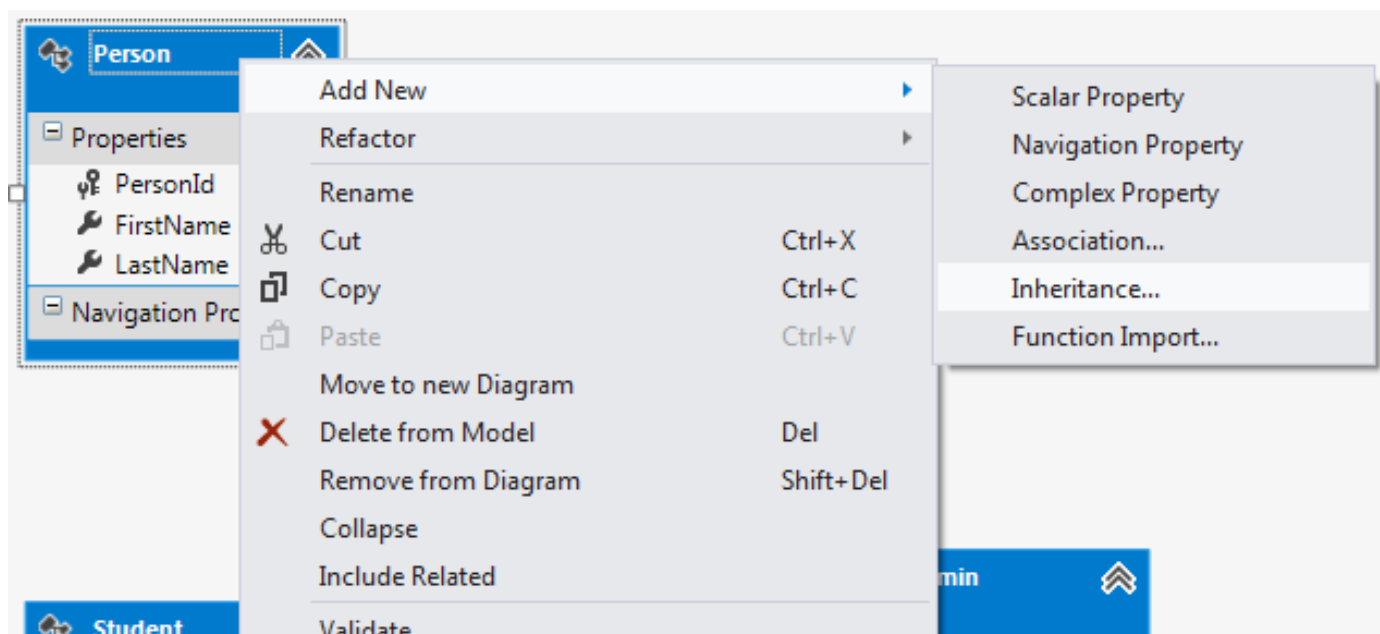 Person
Properties
PersonId
FirstName
LastName
Navigation Pro
Add New
Refactor
Rename
Cut Ctrl+X
Copy Ctrl+C
Paste Ctrl+V
Move to new Diagram
Delete from Model Del
Remove from Diagram Shift+Del
Collapse
Include Related
Validate
Scalar Property
Navigation Property
Complex Property
Association...
Inheritance...
Function Import...
Student
min